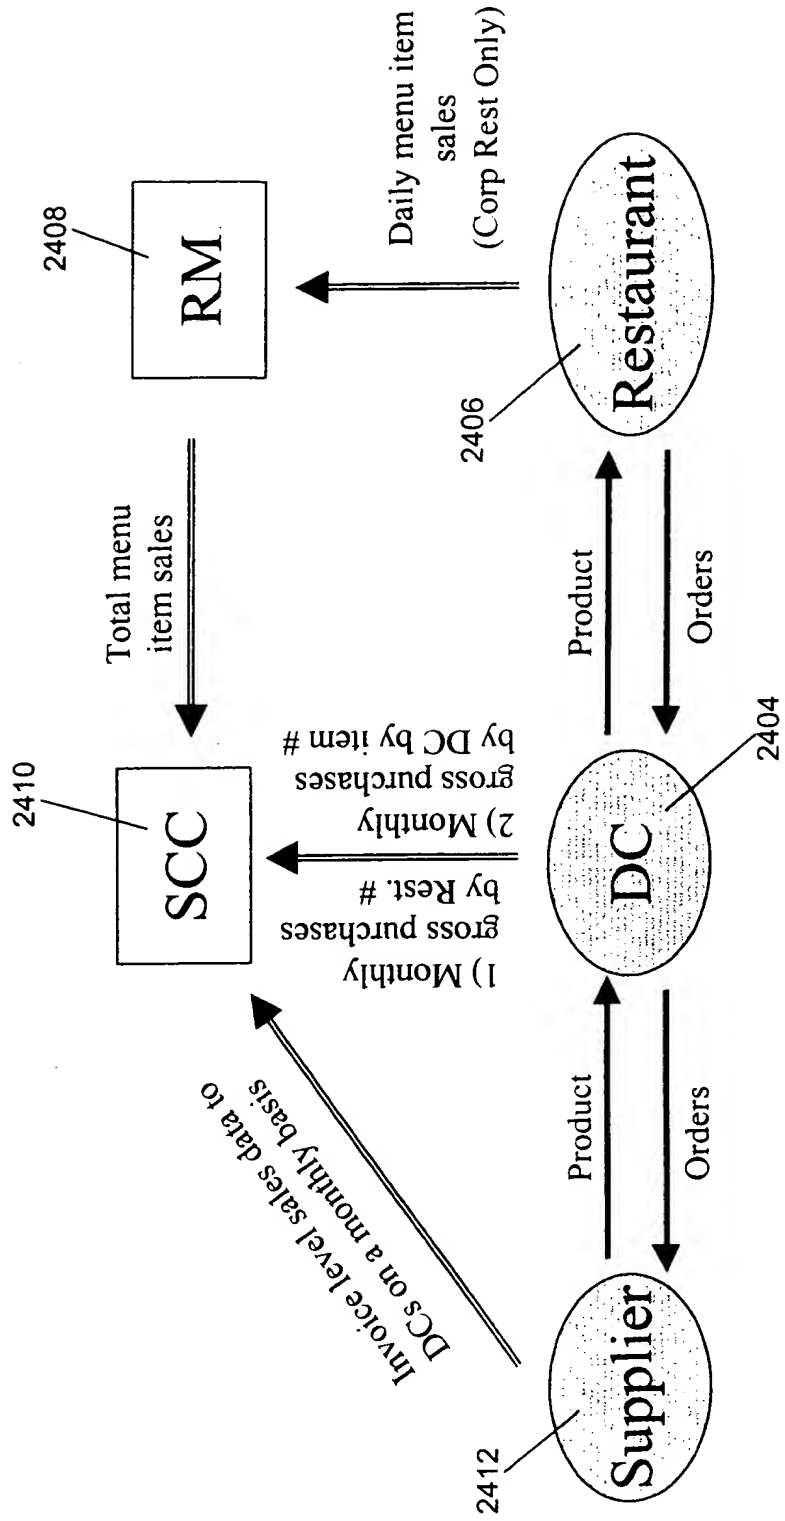 2410
SCC
Total menu
item sales
2408
RM
Invoice level sales data to
DCs on a monthly basis
1) Monthly
gross purchases
by Rest. #
2) Monthly
gross purchases
by DC by item #
Daily menu item
sales
(Corp Rest Only)
2412
Supplier
Product
Orders
DC
2404
Product
Orders
2406
Restaurant